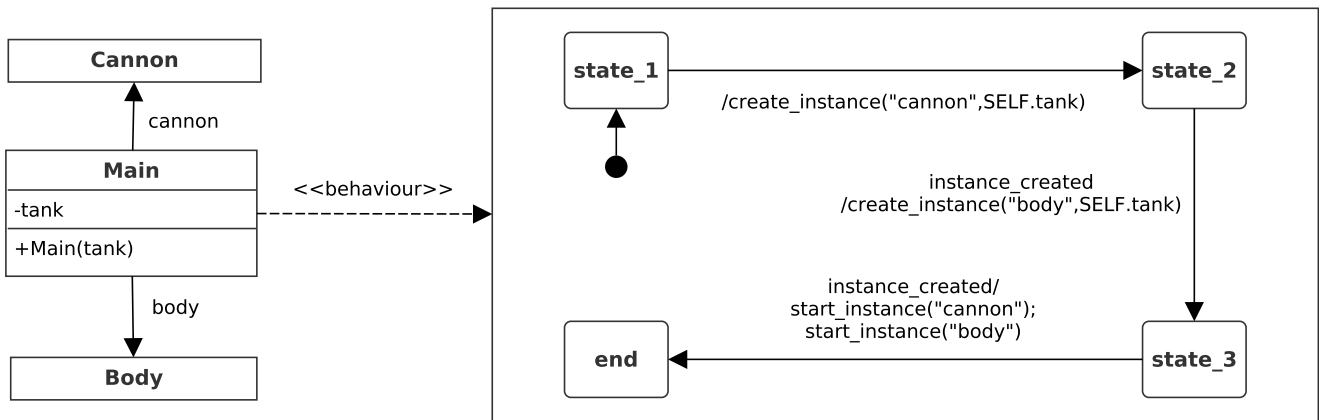 Cannon
cannon
Main
-tank
+Main(tank)
body
Body
<<behaviour>>
state_1
state_2
/create_instance("cannon",SELF.tank)
instance_created
/create_instance("body",SELF.tank)
instance_created/
start_instance("cannon");
start_instance("body")
end
state_3